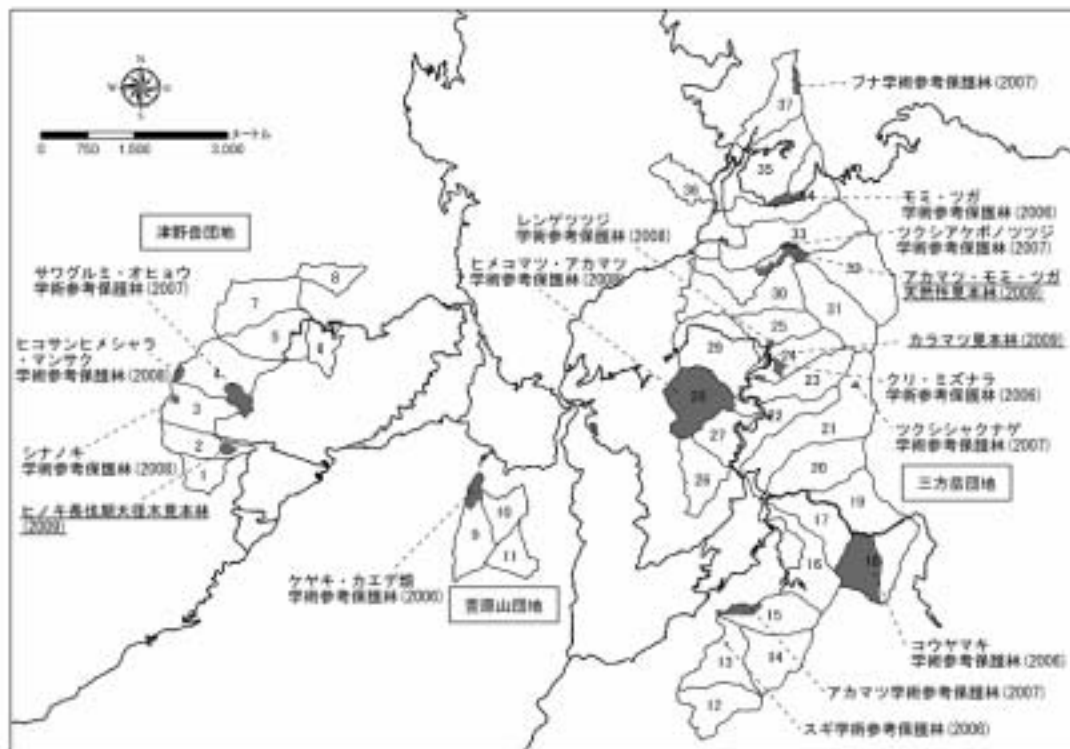 N
W
S
0 750 1,500 3,000
メートル
ブナ学術参考保護林(2007)
モミ・ツガ
学術参考保護林(2006)
ツクシアケボノツツジ
学術参考保護林(2007)
アカマツ・モミ・ツガ
天然性見本林(2009)
カラマツ見本林(2009)
クリ・ミズナラ
学術参考保護林(2006)
ツクシシャクナゲ
学術参考保護林(2007)
三方岳団地
コウヤマキ
学術参考保護林(2006)
アカマツ学術参考保護林(2007)
スギ学術参考保護林(2006)
レンゲツツジ
学術参考保護林(2008)
ヒメコマツ・アカマツ
学術参考保護林(2008)
津野岳団地
サワグルミ・オヒョウ
学術参考保護林(2007)
ヒコサンヒメシャラ
・マンサク
学術参考保護林(2008)
シナノキ
学術参考保護林(2008)
ヒノキ長伐期大径木見本林
(2009)
ケヤキ・カエデ類
学術参考保護林(2006)
萱原山団地
1
2
3
4
5
7
8
9
10
11
12
13
14
15
16
17
18
19
20
21
22
23
24
25
26
27
28
29
30
31
32
33
34
35
36
37